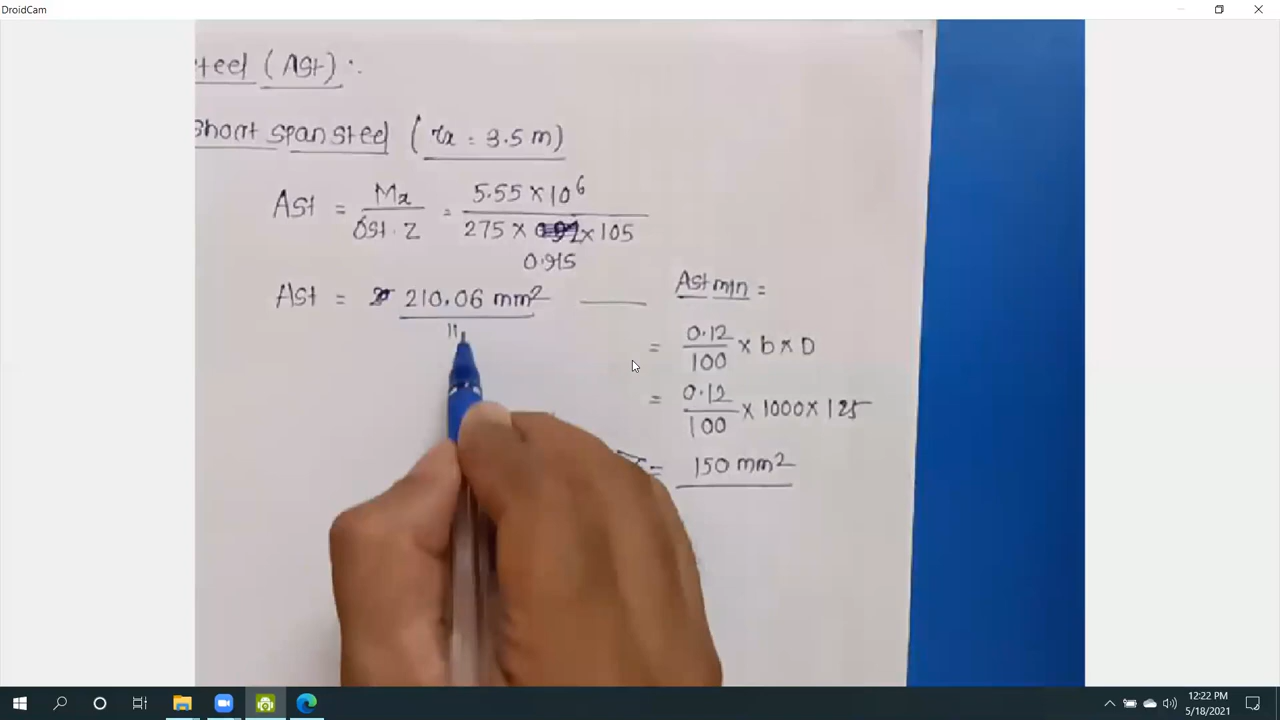 DroidCam
teel (Ast) :
short span steel (rx = 3.5 m)
Ast = Mx / σst . z = 5.55 × 10^6 / 275 × × 105
0.915
Ast = 210.06 mm²
Ast min =
= 0.12 / 100 × b × D
= 0.12 / 100 × 1000 × 125
= 150 mm²
12:22 PM
5/18/2021